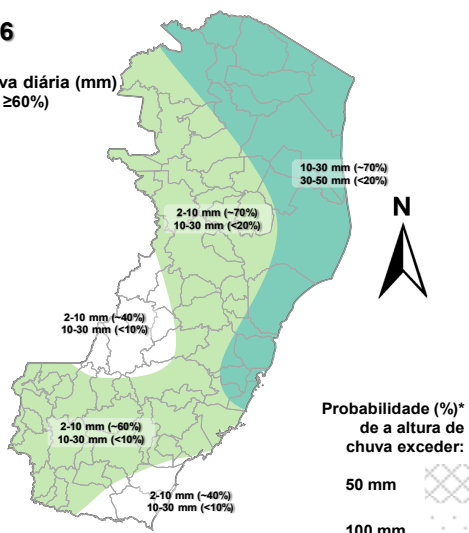 6
va diária (mm)
≥60%)
10-30 mm (~70%)
30-50 mm (<20%)
N
2-10 mm (~70%)
10-30 mm (<20%)
2-10 mm (~40%)
10-30 mm (<10%)
2-10 mm (~60%)
10-30 mm (<10%)
2-10 mm (~40%)
10-30 mm (<10%)
Probabilidade (%)*
de a altura de
chuva exceder:
50 mm
100 mm